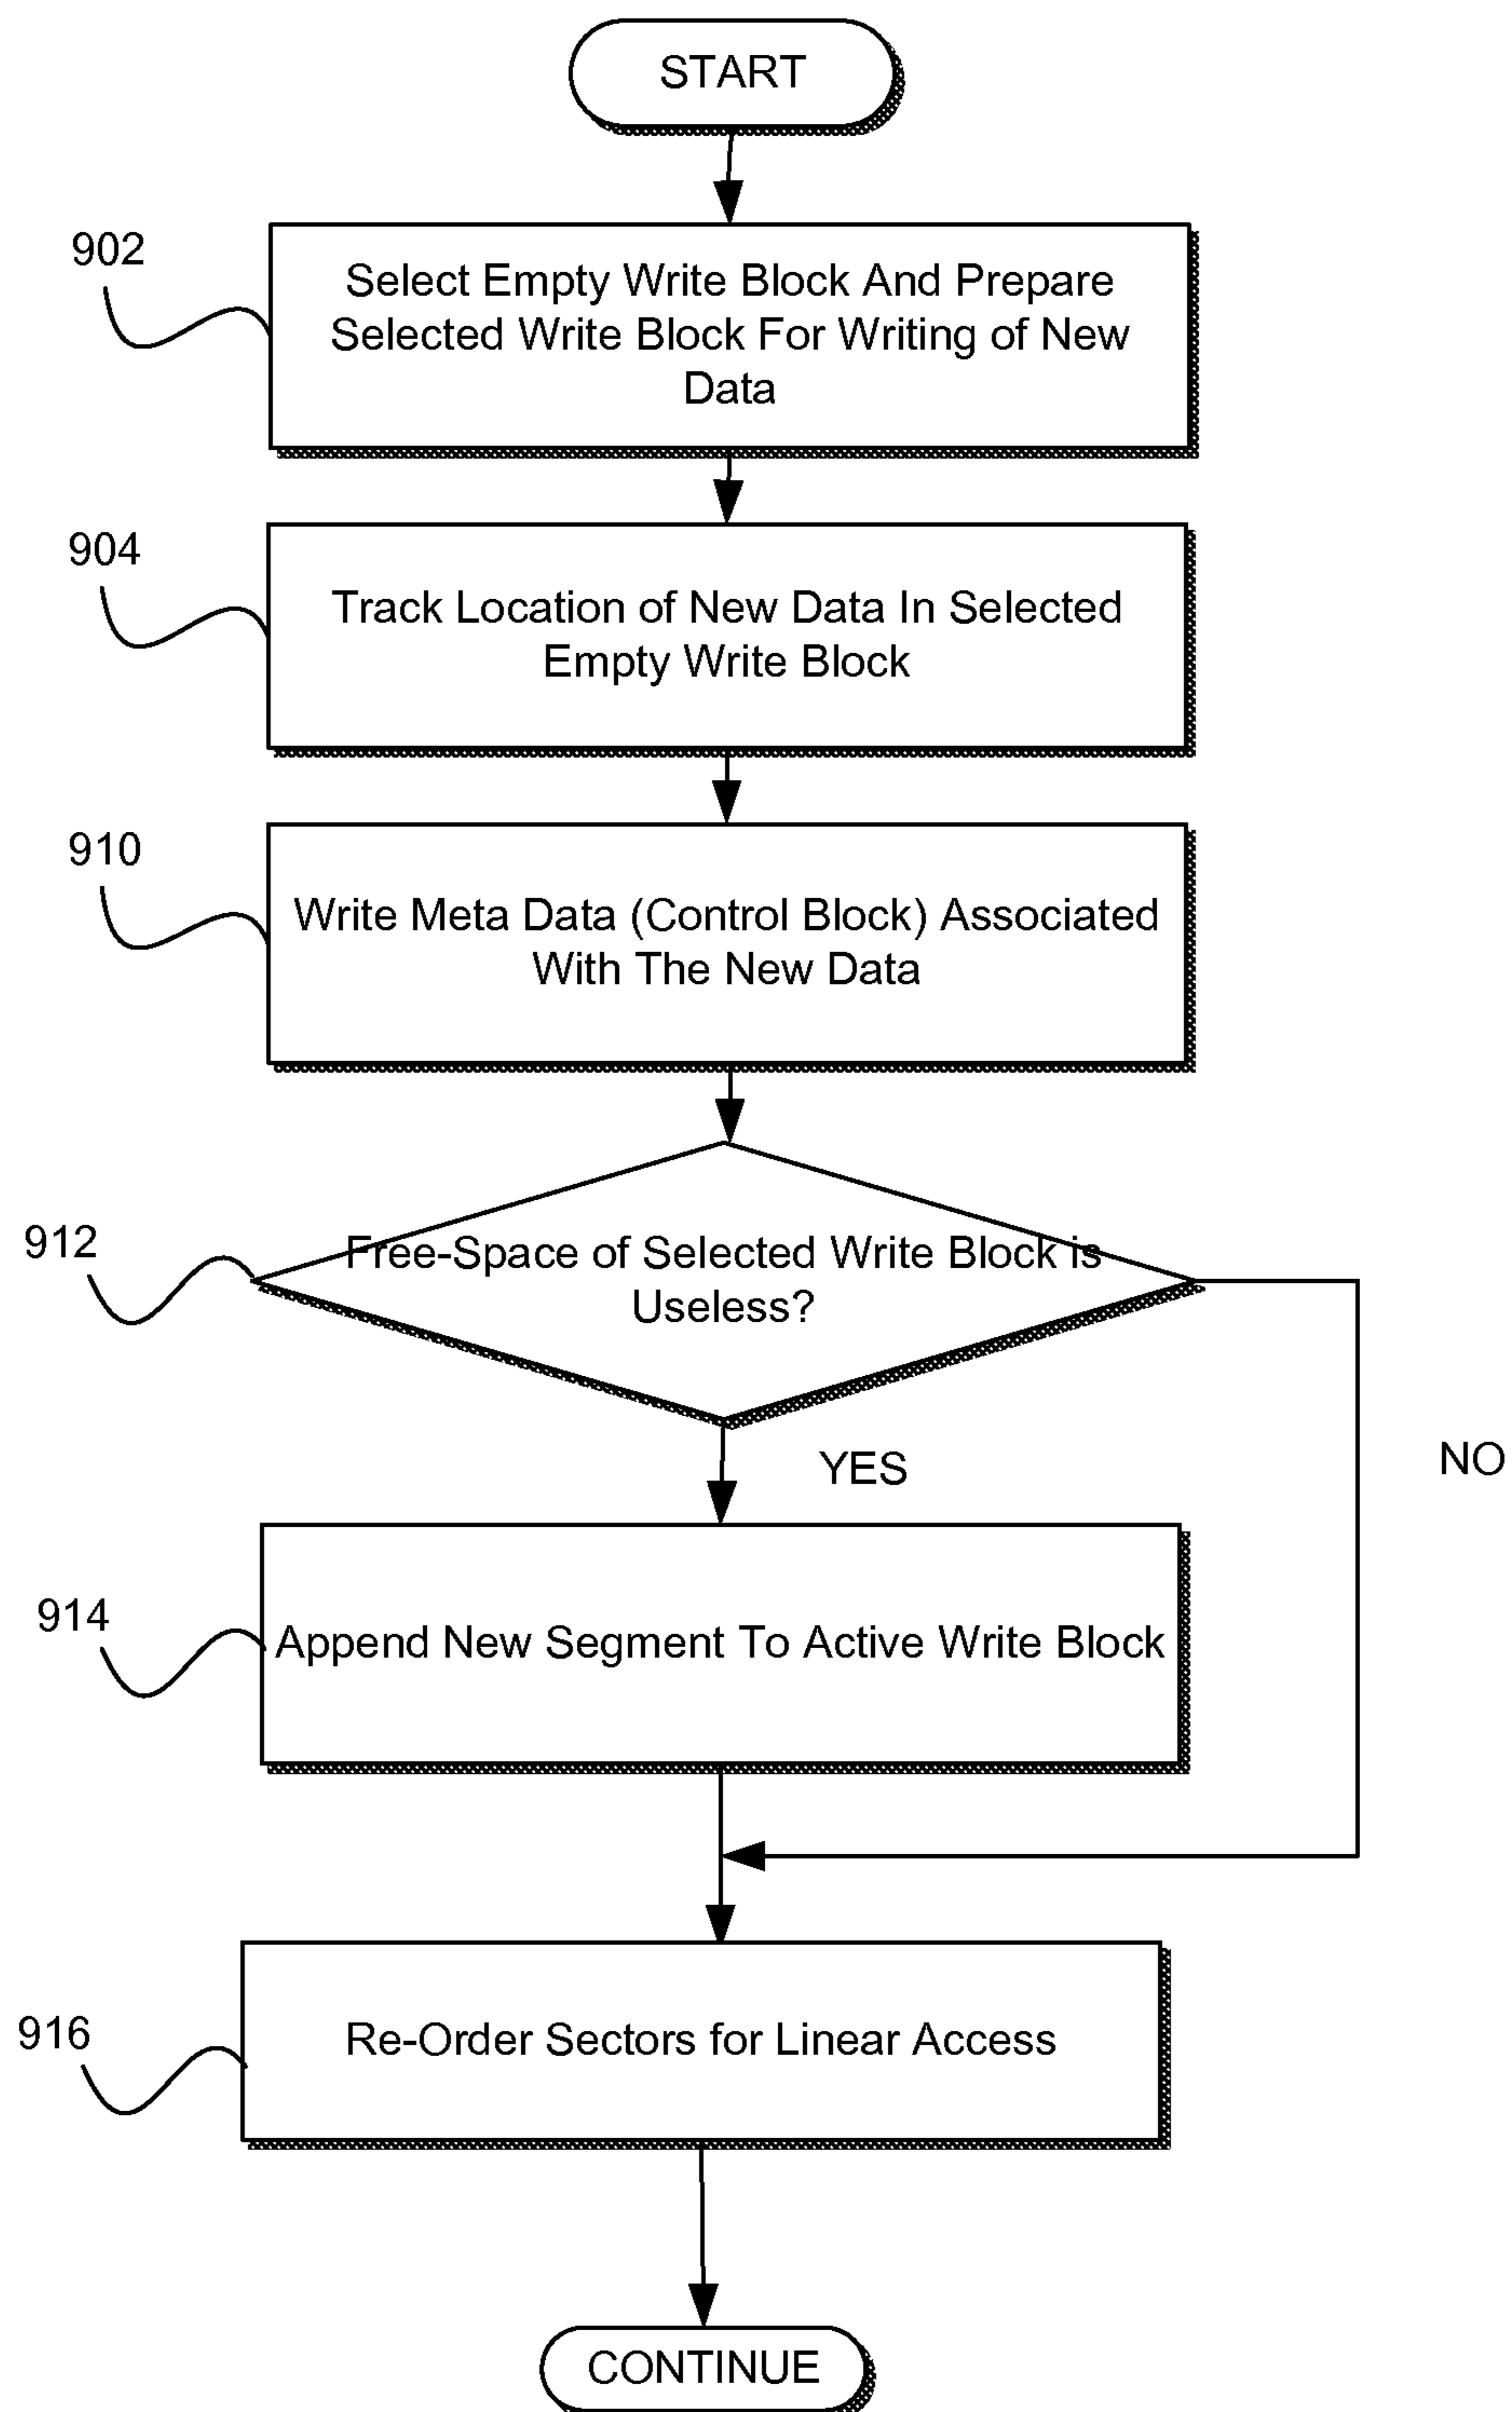 START
902
Select Empty Write Block And Prepare
Selected Write Block For Writing of New
Data
904
Track Location of New Data In Selected
Empty Write Block
910
Write Meta Data (Control Block) Associated
With The New Data
912
Free-Space of Selected Write Block is
Useless?
YES
NO
914
Append New Segment To Active Write Block
916
Re-Order Sectors for Linear Access
CONTINUE